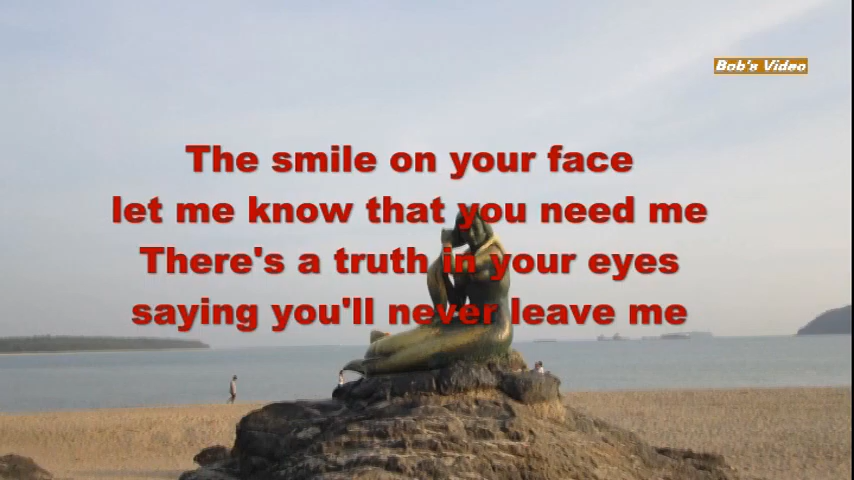 Bob's Video
The smile on your face
let me know that you need me
There's a truth in your eyes
saying you'll never leave me